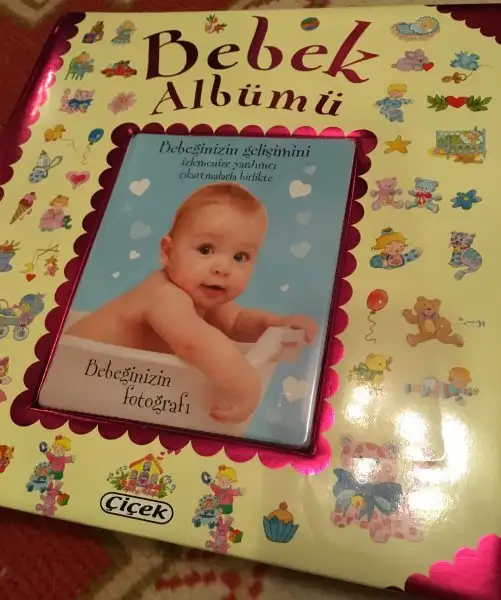 Bebek
Albümü
Bebeğinizin gelişimini
izlemenize yardımcı
çıkartmalarla birlikte
Bebeğinizin
fotoğrafı
Çiçek